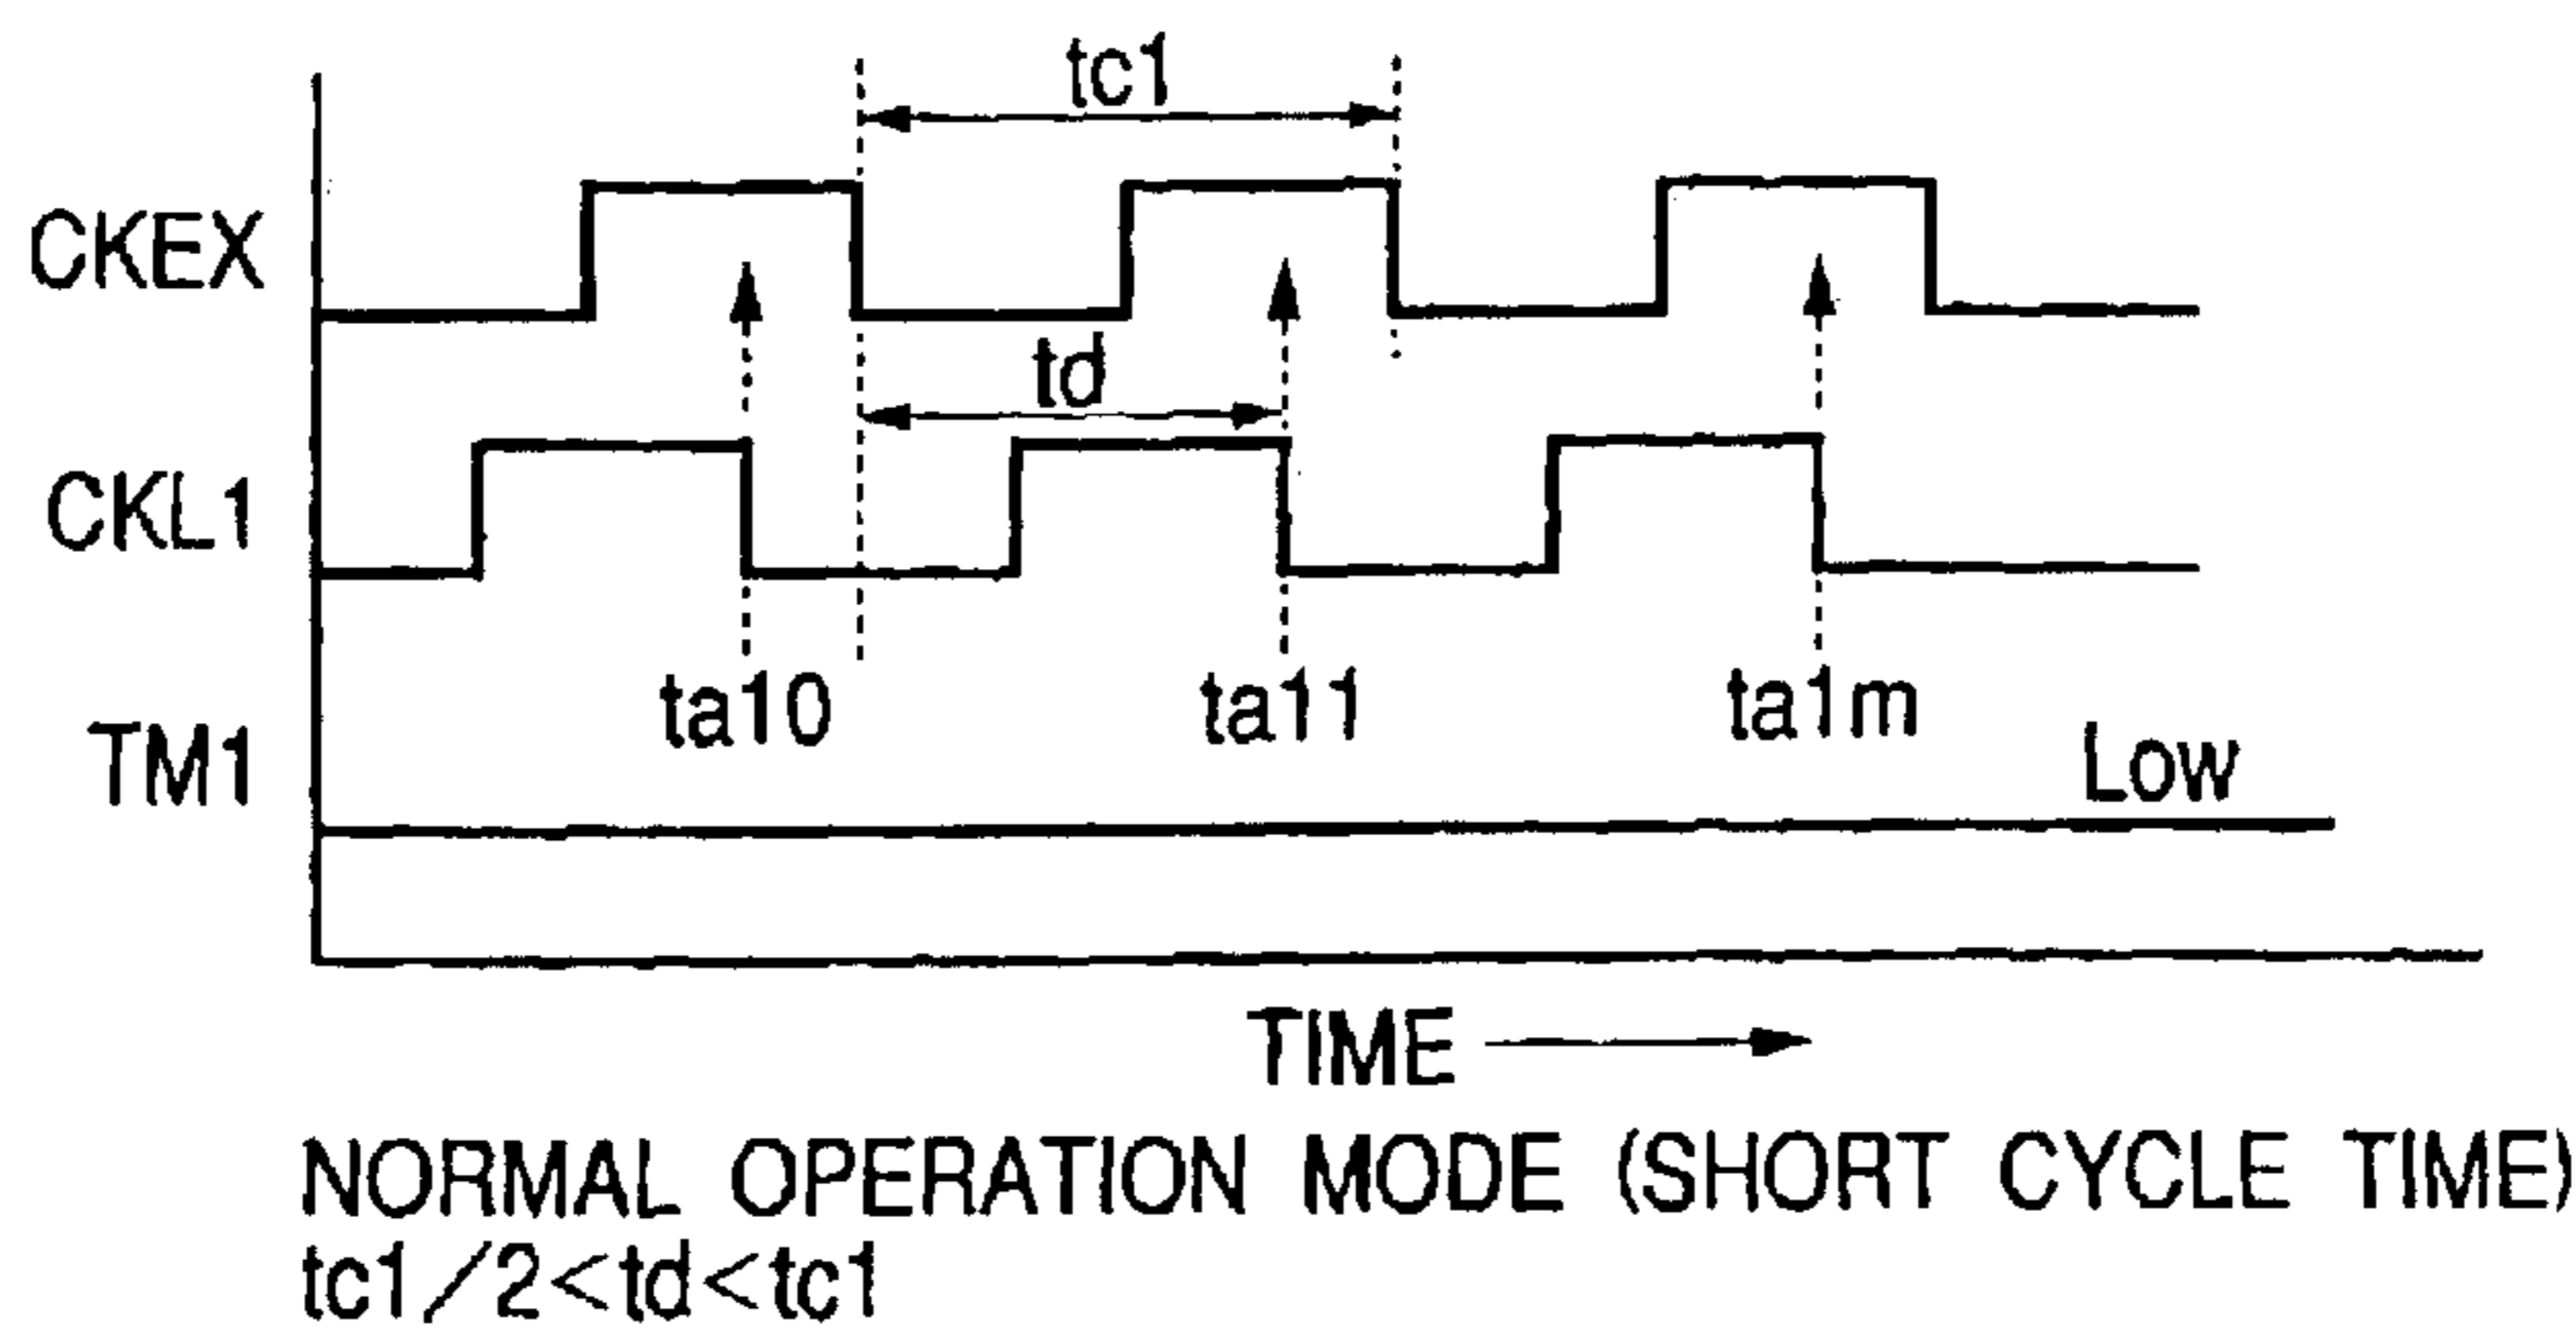 tc1
CKEX
td
CKL1
ta10
ta11
ta1m
TM1
Low
TIME
NORMAL OPERATION MODE (SHORT CYCLE TIME)
tc1/2<td<tc1